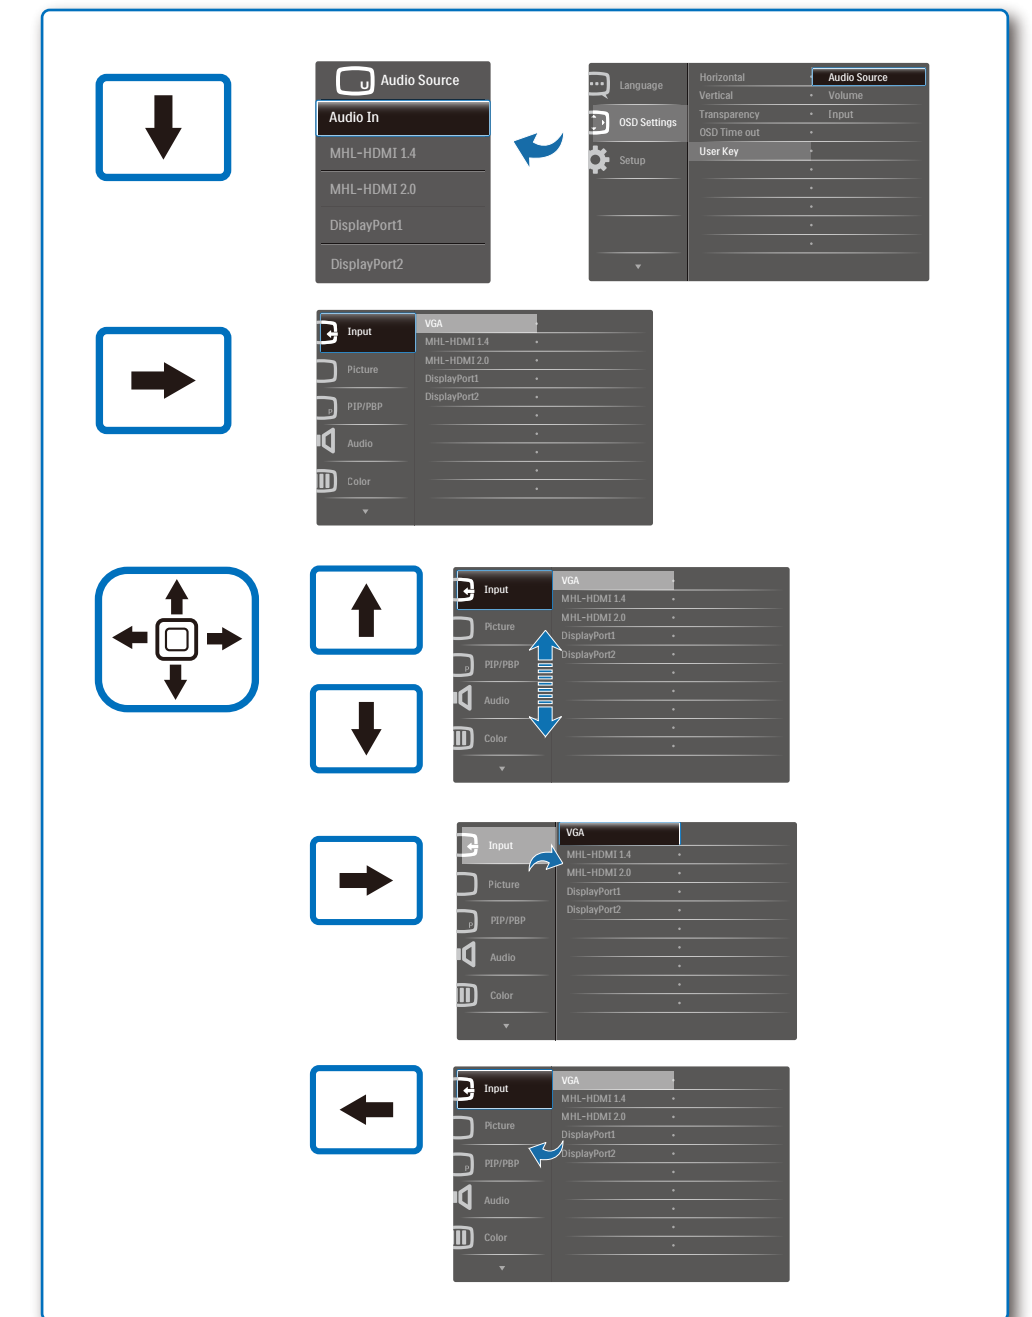 Audio Source
Audio In
MHL-HDMI 1.4
MHL-HDMI 2.0
DisplayPort1
DisplayPort2
Language
OSD Settings
Setup
Horizontal
Vertical
Transparency
OSD Time out
User Key
Audio Source
Volume
Input
Input
Picture
PIP/PBP
Audio
Color
VGA
MHL-HDMI 1.4
MHL-HDMI 2.0
DisplayPort1
DisplayPort2
Input
Picture
PIP/PBP
Audio
Color
VGA
MHL-HDMI 1.4
MHL-HDMI 2.0
DisplayPort1
DisplayPort2
Input
Picture
PIP/PBP
Audio
Color
VGA
MHL-HDMI 1.4
MHL-HDMI 2.0
DisplayPort1
DisplayPort2
Input
Picture
PIP/PBP
Audio
Color
VGA
MHL-HDMI 1.4
MHL-HDMI 2.0
DisplayPort1
DisplayPort2